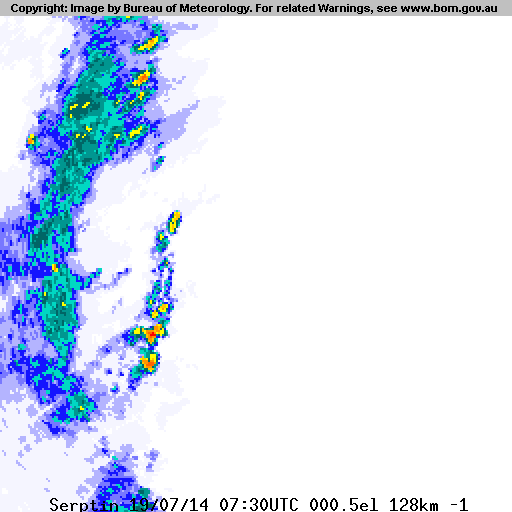 Copyright: Image by Bureau of Meteorology. For related Warnings, see www.bom.gov.au
Serptin 19/07/14 07:30UTC 000.5el 128km -1